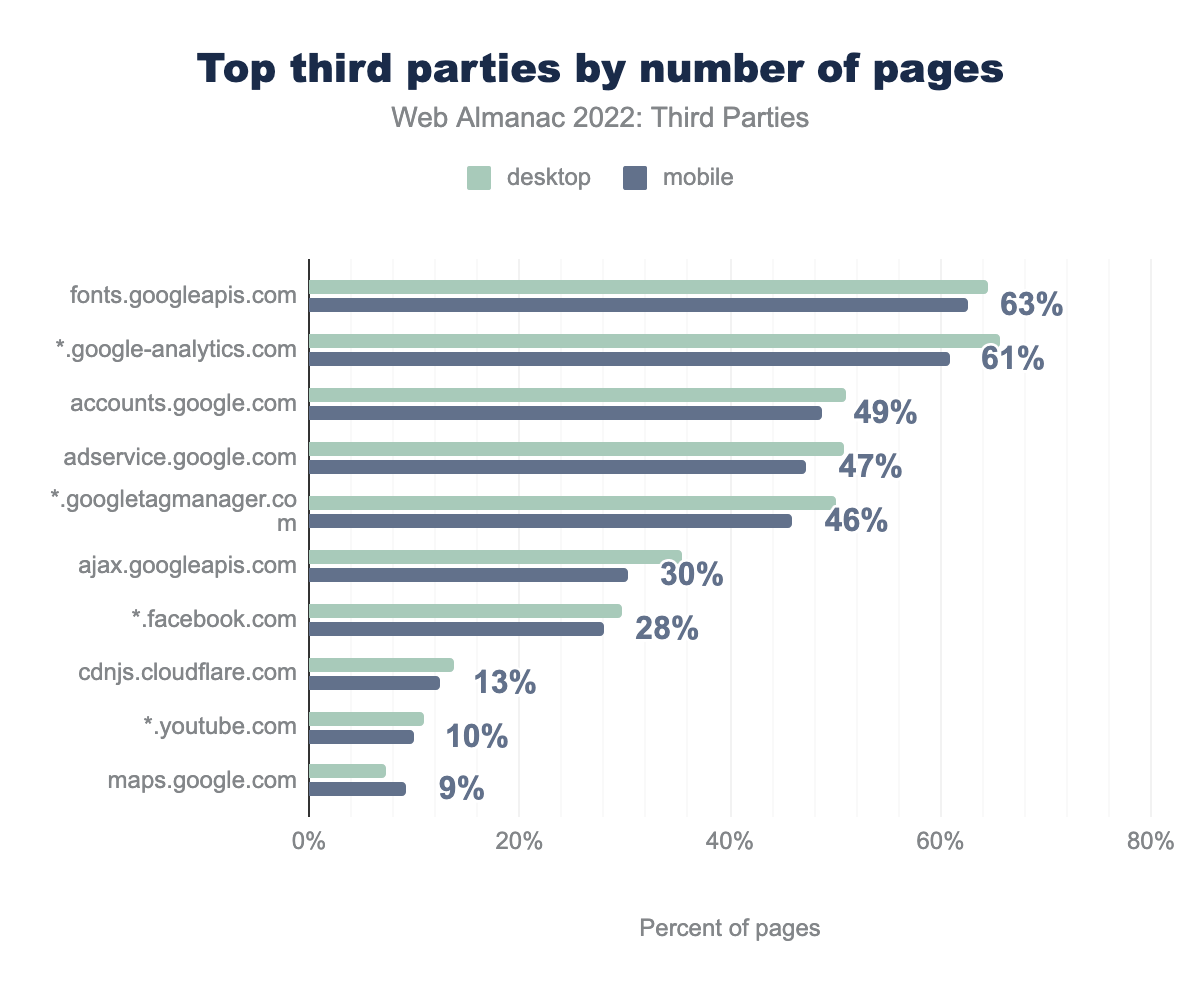 Top third parties by number of pages
Web Almanac 2022: Third Parties
desktop mobile
fonts.googleapis.com 63%
*.google-analytics.com 61%
accounts.google.com 49%
adservice.google.com 47%
*.googletagmanager.co
m 46%
ajax.googleapis.com 30%
*.facebook.com 28%
cdnjs.cloudflare.com 13%
*.youtube.com 10%
maps.google.com 9%
0% 20% 40% 60% 80%
Percent of pages